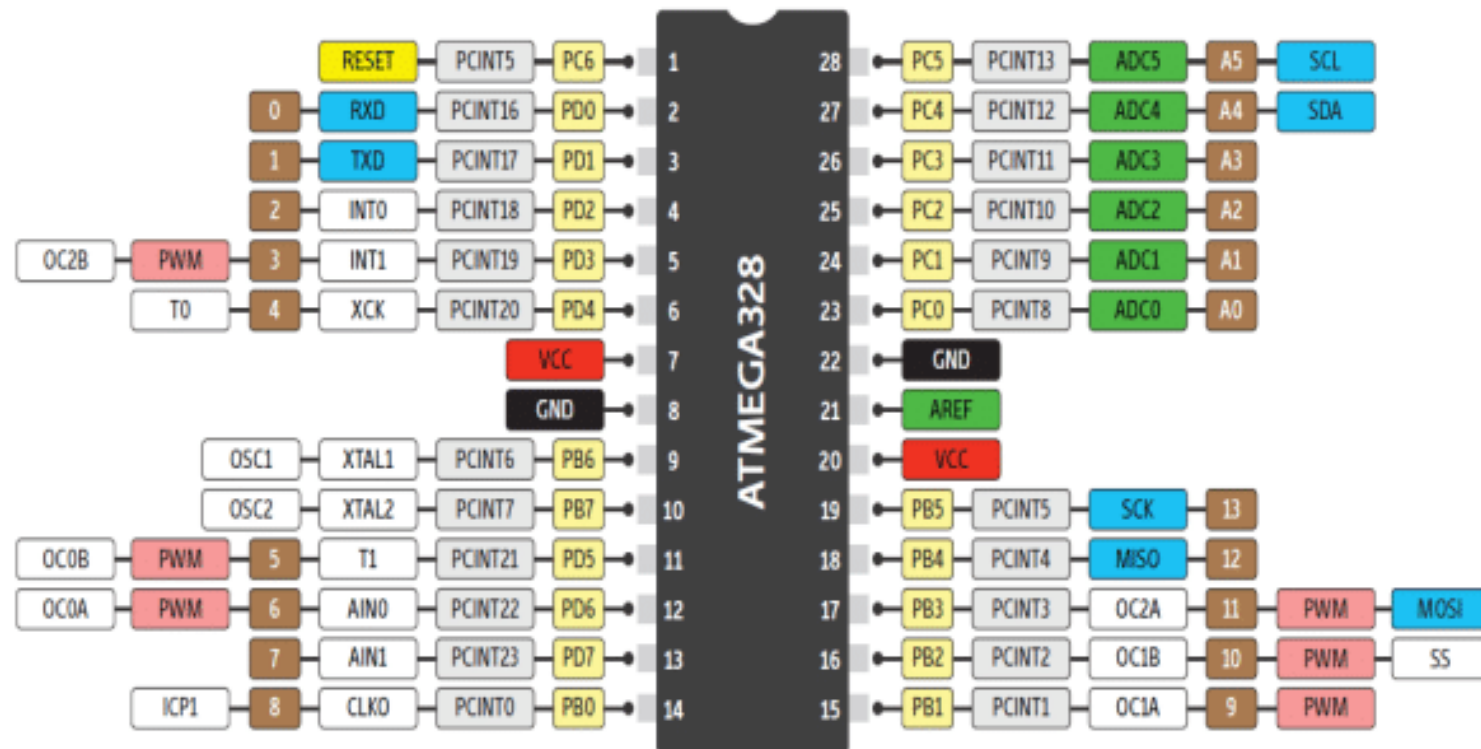 RESET PCINT5 PC6 1 28 PC5 PCINT13 ADC5 A5 SCL
0 RXD PCINT16 PD0 2 27 PC4 PCINT12 ADC4 A4 SDA
1 TXD PCINT17 PD1 3 26 PC3 PCINT11 ADC3 A3
2 INT0 PCINT18 PD2 4 25 PC2 PCINT10 ADC2 A2
OC2B PWM 3 INT1 PCINT19 PD3 5 24 PC1 PCINT9 ADC1 A1
T0 4 XCK PCINT20 PD4 6 23 PC0 PCINT8 ADC0 A0
VCC 7 22 GND
GND 8 21 AREF
OSC1 XTAL1 PCINT6 PB6 9 20 VCC
OSC2 XTAL2 PCINT7 PB7 10 19 PB5 PCINT5 SCK 13
OC0B PWM 5 T1 PCINT21 PD5 11 18 PB4 PCINT4 MISO 12
OC0A PWM 6 AIN0 PCINT22 PD6 12 17 PB3 PCINT3 OC2A 11 PWM MOSI
7 AIN1 PCINT23 PD7 13 16 PB2 PCINT2 OC1B 10 PWM SS
ICP1 8 CLKO PCINT0 PB0 14 15 PB1 PCINT1 OC1A 9 PWM
ATMEGA328